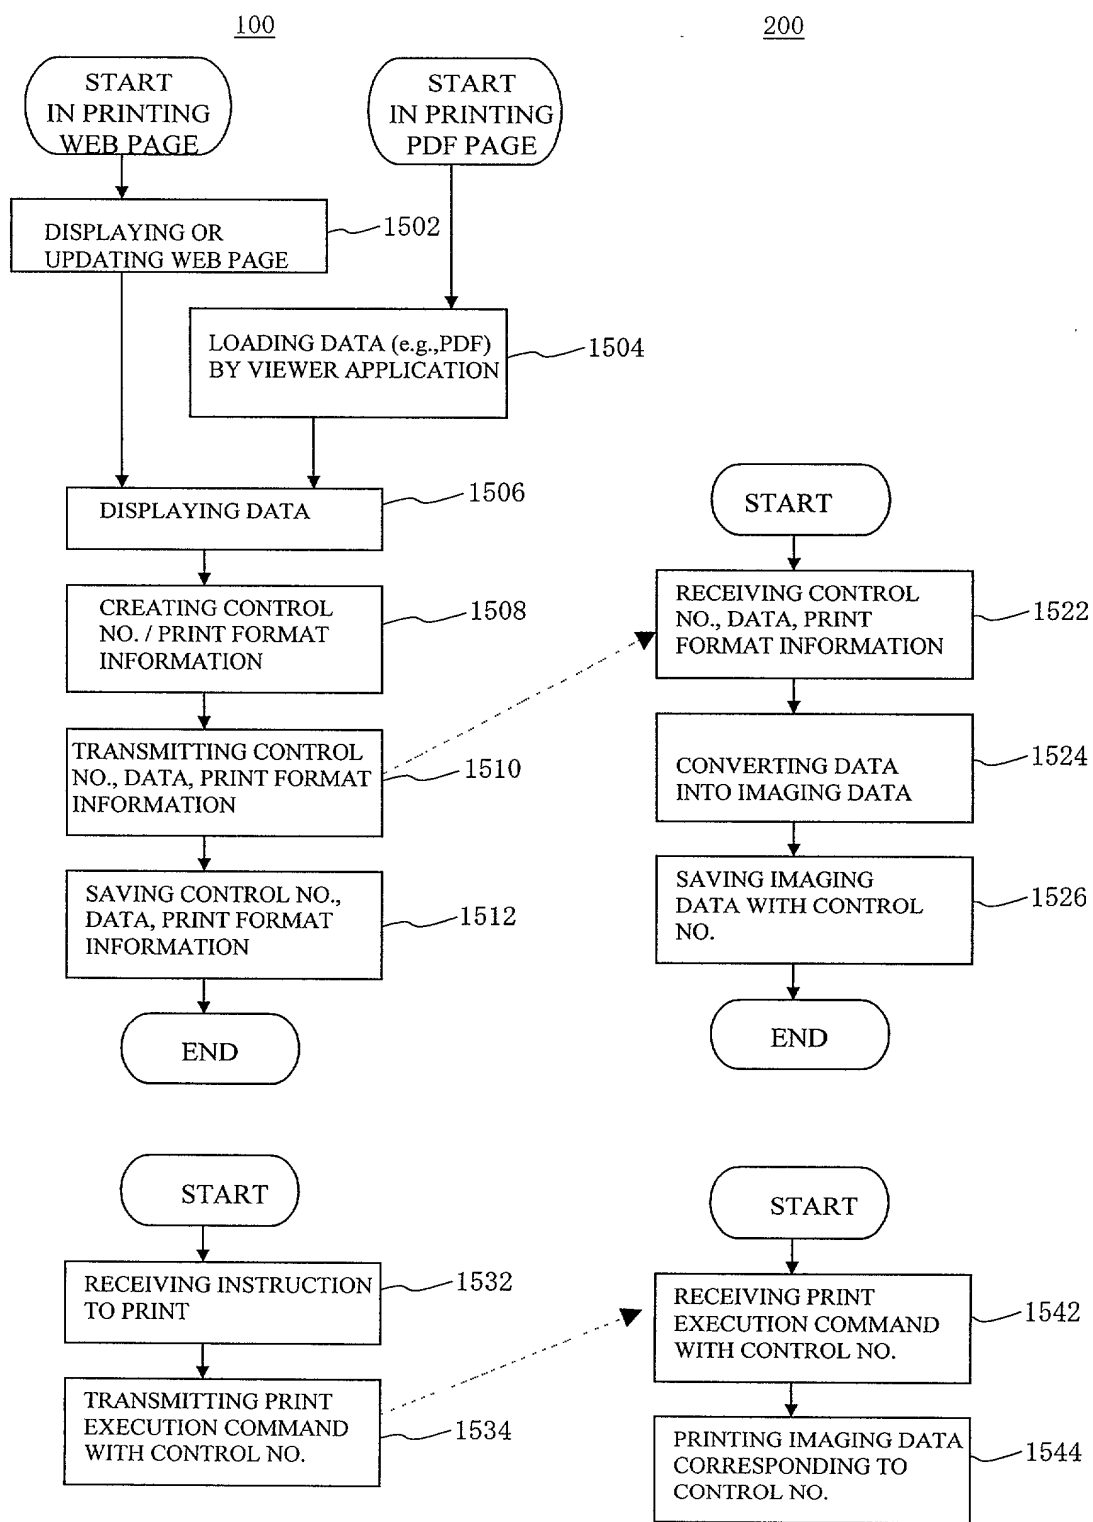 100
200
START
IN PRINTING
WEB PAGE
START
IN PRINTING
PDF PAGE
DISPLAYING OR
UPDATING WEB PAGE
1502
LOADING DATA (e.g.,PDF)
BY VIEWER APPLICATION
1504
DISPLAYING DATA
1506
CREATING CONTROL
NO. / PRINT FORMAT
INFORMATION
1508
TRANSMITTING CONTROL
NO., DATA, PRINT FORMAT
INFORMATION
1510
SAVING CONTROL NO.,
DATA, PRINT FORMAT
INFORMATION
1512
END
START
RECEIVING CONTROL
NO., DATA, PRINT
FORMAT INFORMATION
1522
CONVERTING DATA
INTO IMAGING DATA
1524
SAVING IMAGING
DATA WITH CONTROL
NO.
1526
END
START
RECEIVING INSTRUCTION
TO PRINT
1532
TRANSMITTING PRINT
EXECUTION COMMAND
WITH CONTROL NO.
1534
START
RECEIVING PRINT
EXECUTION COMMAND
WITH CONTROL NO.
1542
PRINTING IMAGING DATA
CORRESPONDING TO
CONTROL NO.
1544